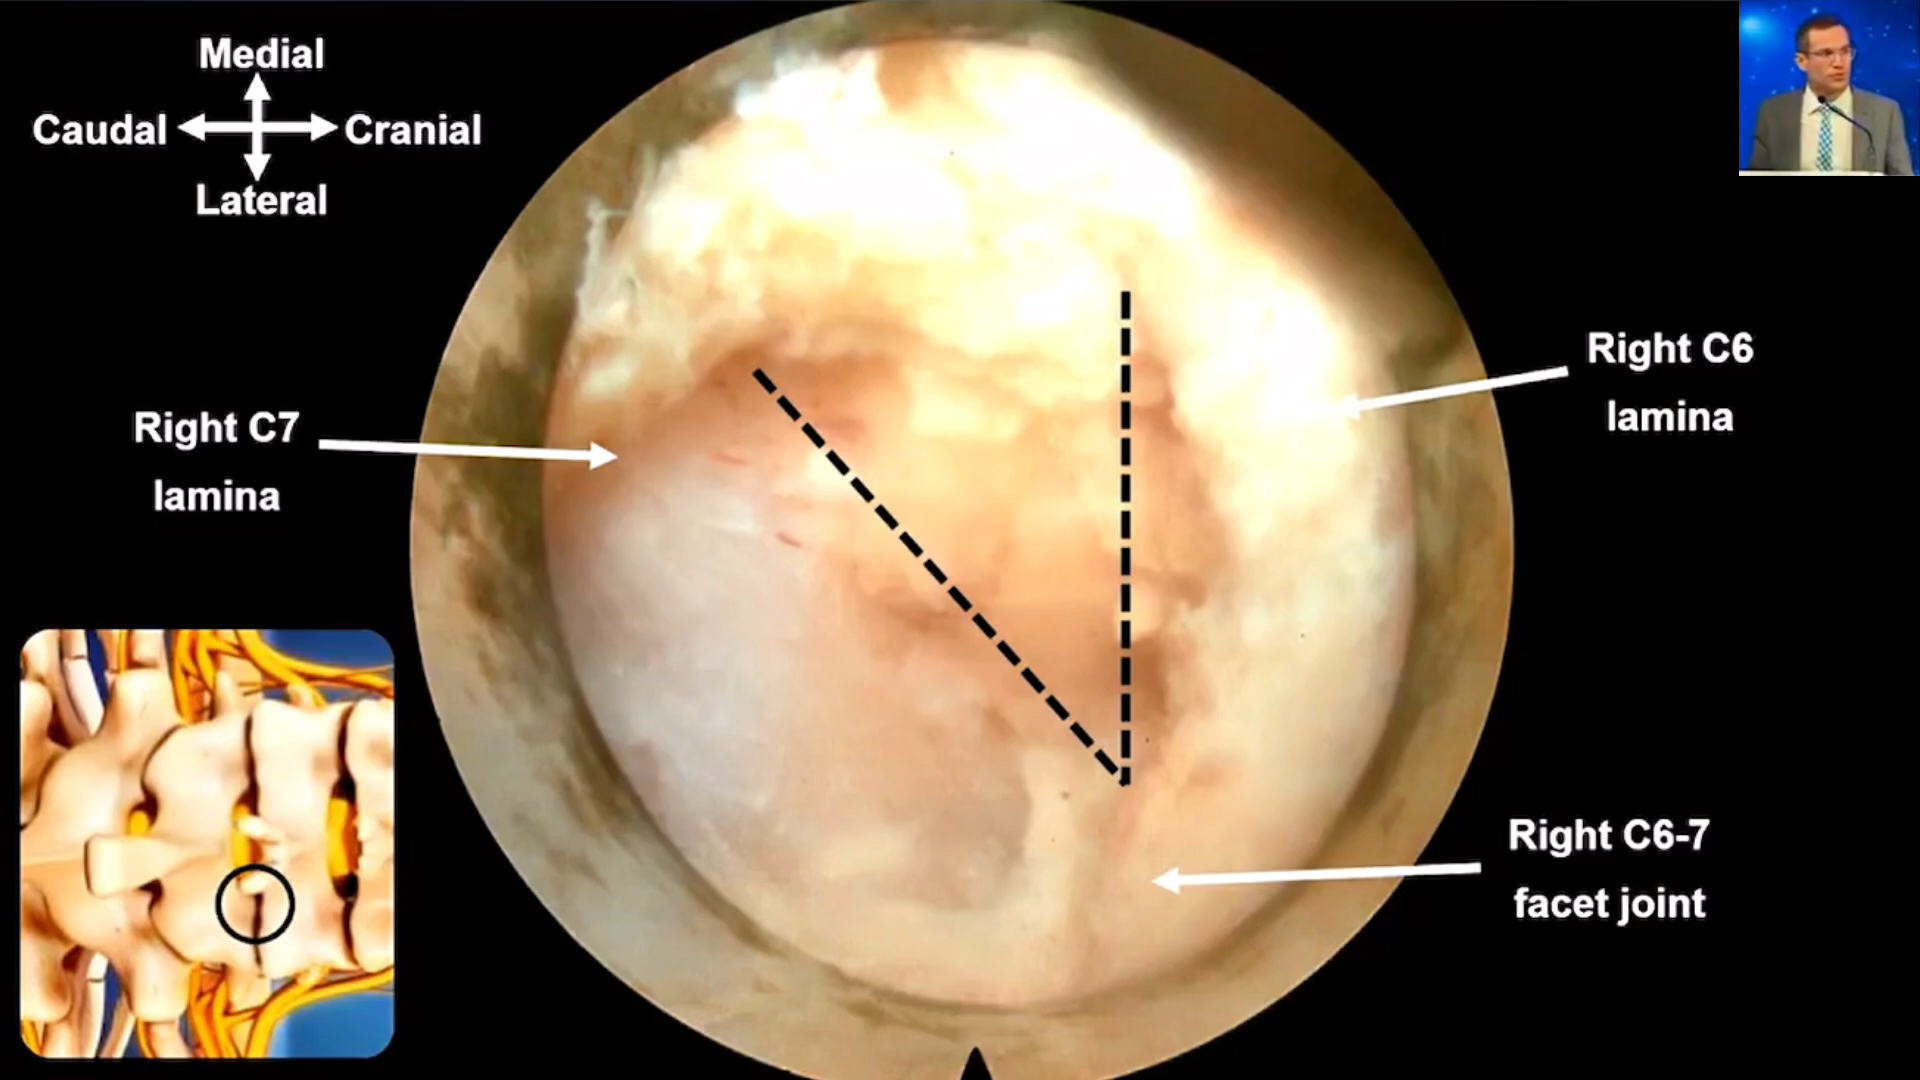 Medial
Caudal
Cranial
Lateral
Right C6
lamina
Right C7
lamina
Right C6-7
facet joint